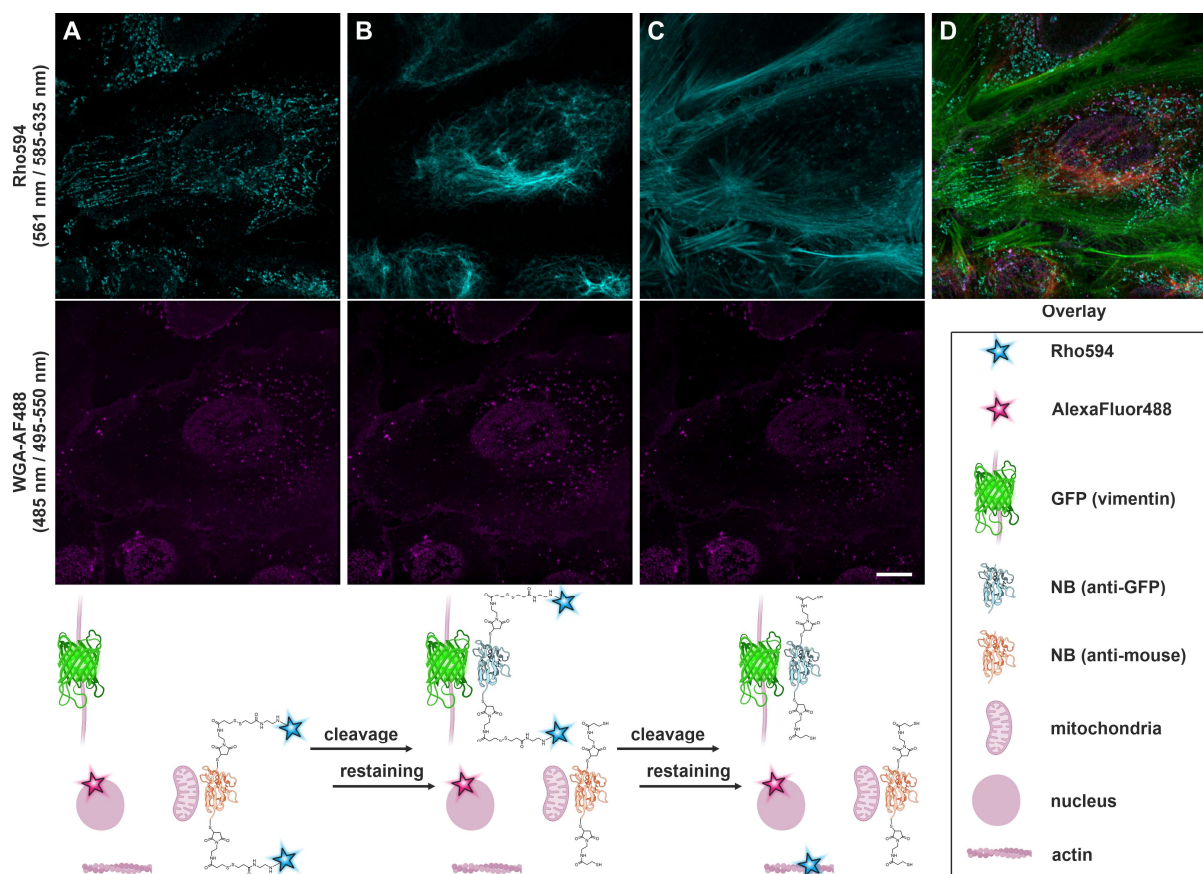 A
B
C
D
Rho594
(561 nm / 585-635 nm)
WGA-AF488
(485 nm / 495-550 nm)
Overlay
Rho594
AlexaFluor488
GFP (vimentin)
NB (anti-GFP)
NB (anti-mouse)
mitochondria
nucleus
actin
cleavage
restaining
cleavage
restaining